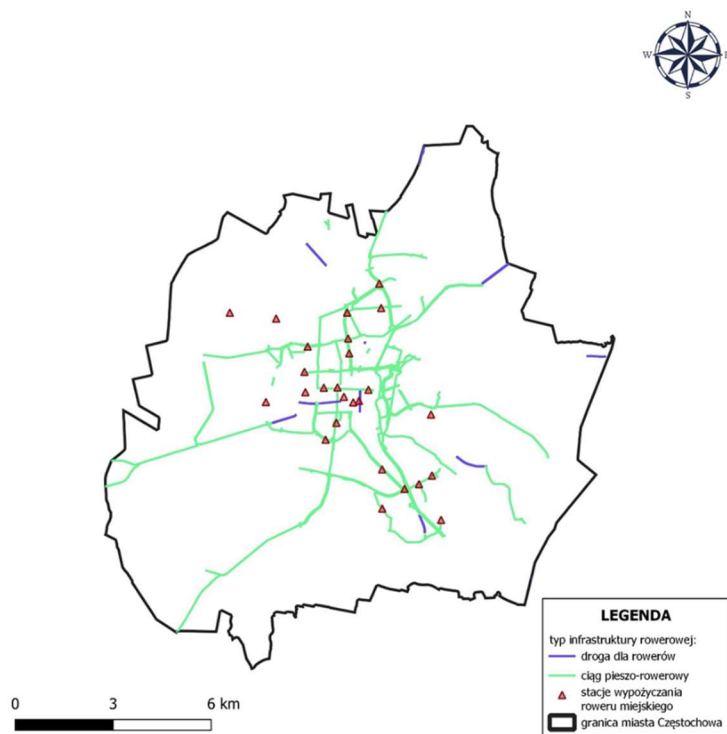 N
W
E
S
LEGENDA
typ infrastruktury rowerowej:
droga dla rowerów
ciąg pieszo-rowerowy
stacje wypożyczania
roweru miejskiego
granica miasta Częstochowa
0 3 6 km